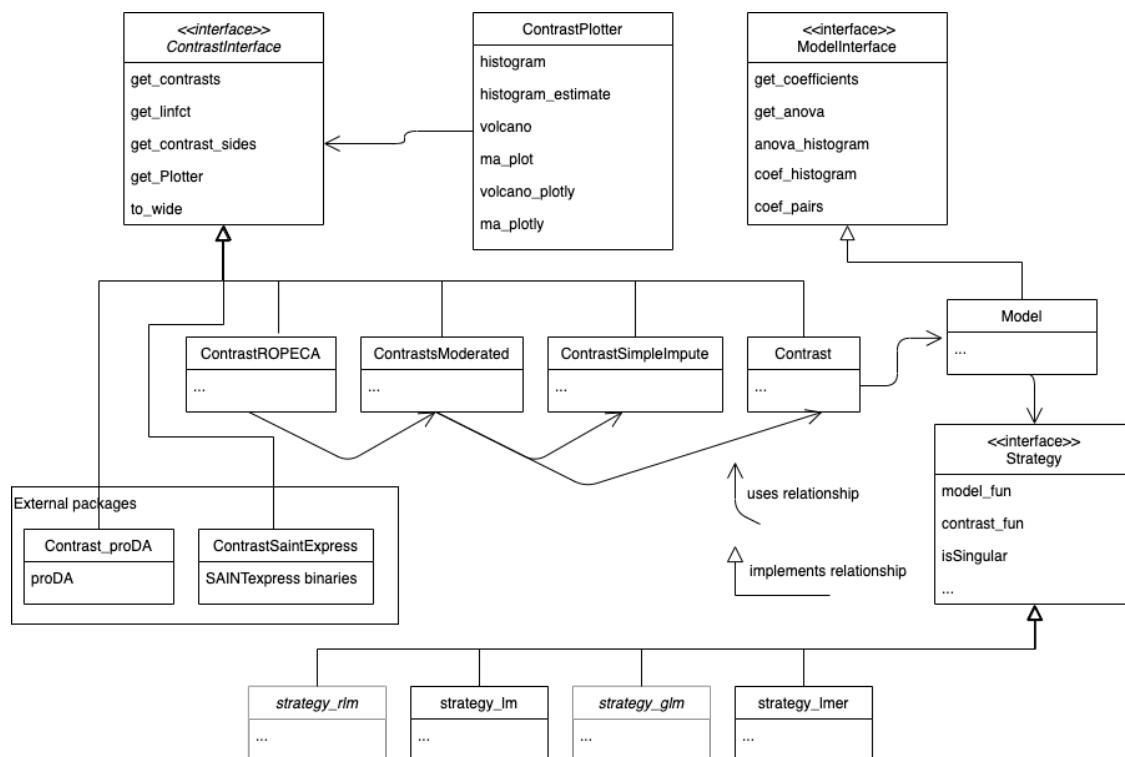 <<interface>>
ContrastInterface
get_contrasts
get_linfct
get_contrast_sides
get_Plotter
to_wide
ContrastPlotter
histogram
histogram_estimate
volcano
ma_plot
volcano_plotly
ma_plotly
<<interface>>
ModelInterface
get_coefficients
get_anova
anova_histogram
coef_histogram
coef_pairs
ContrastROPECA
...
ContrastsModerated
...
ContrastSimpleImpute
...
Contrast
...
Model
...
<<interface>>
Strategy
model_fun
contrast_fun
isSingular
...
External packages
Contrast_proDA
proDA
ContrastSaintExpress
SAINTexpress binaries
uses relationship
implements relationship
strategy_rlm
...
strategy_lm
...
strategy_glm
...
strategy_lmer
...